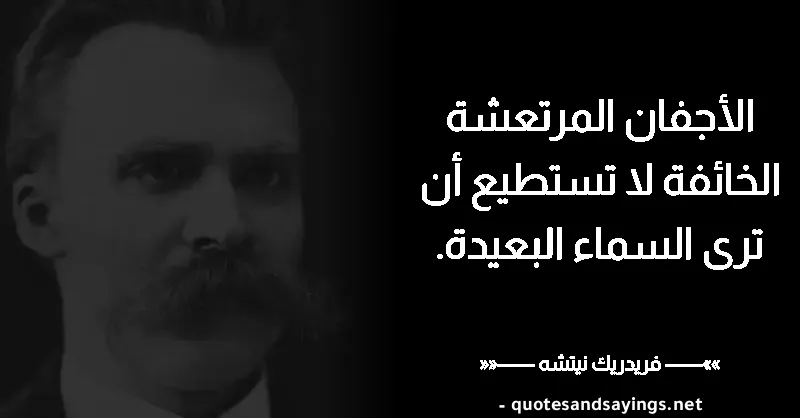 الأجفان المرتعشة
الخائفة لا تستطيع أن
ترى السماء البعيدة.
»»——— فريدريك نيتشه ———««
- quotesandsayings.net